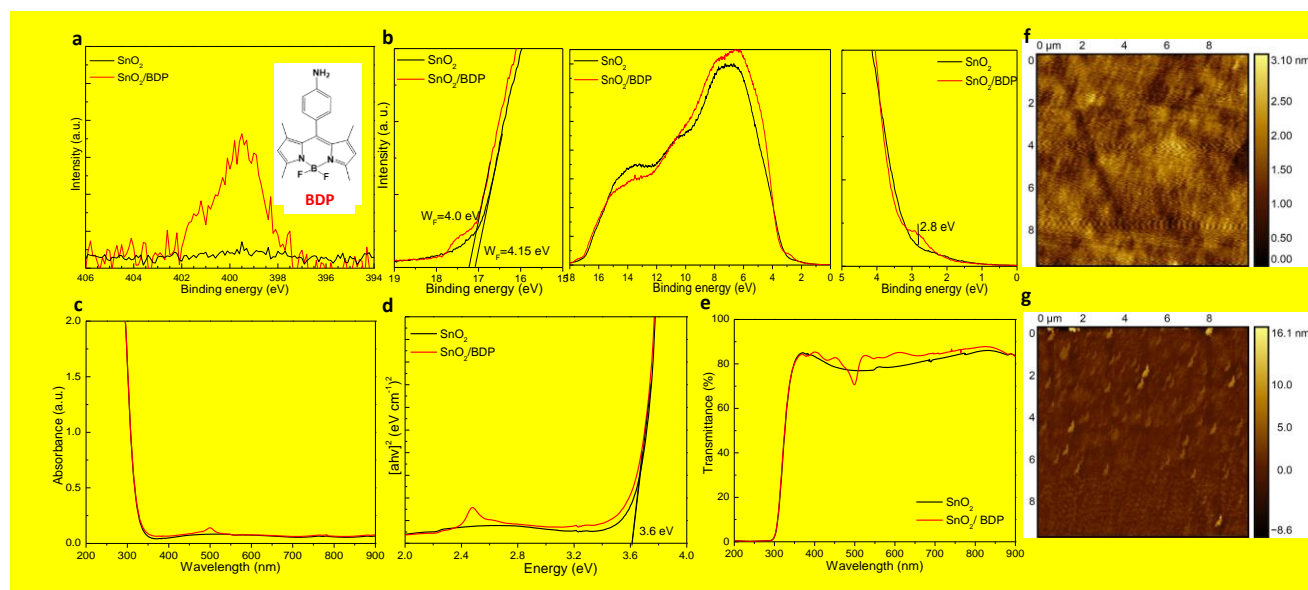 a
SnO2
SnO2/BDP
NH2
N
N
B
F
F
BDP
Intensity (a.u.)
406 404 402 400 398 396 394
Binding energy (eV)
b
SnO2
SnO2/BDP
WF=4.0 eV
WF=4.15 eV
Intensity (a. u.)
19 18 17 16 15
Binding energy (eV)
SnO2
SnO2/BDP
17 14 12 10 8 6 4 2 0
Binding energy (eV)
SnO2
SnO2/BDP
2.8 eV
5 4 3 2 1 0
Binding energy (eV)
c
SnO2
SnO2/BDP
Absorbance (a.u.)
2.0
1.5
1.0
0.5
0.0
200 300 400 500 600 700 800 900
Wavelength (nm)
d
SnO2
SnO2/BDP
[ahv]2 (eV cm-1)2
3.6 eV
2.0 2.4 2.8 3.2 3.6 4.0
Energy (eV)
e
Transmittance (%)
100
80
60
40
20
0
SnO2
SnO2/ BDP
200 300 400 500 600 700 800 900
Wavelength (nm)
f
0 µm 2 4 6 8
0
2
4
6
8
3.10 nm
2.50
2.00
1.50
1.00
0.50
0.00
g
0 µm 2 4 6 8
0
2
4
6
8
16.1 nm
10.0
5.0
0.0
−8.6